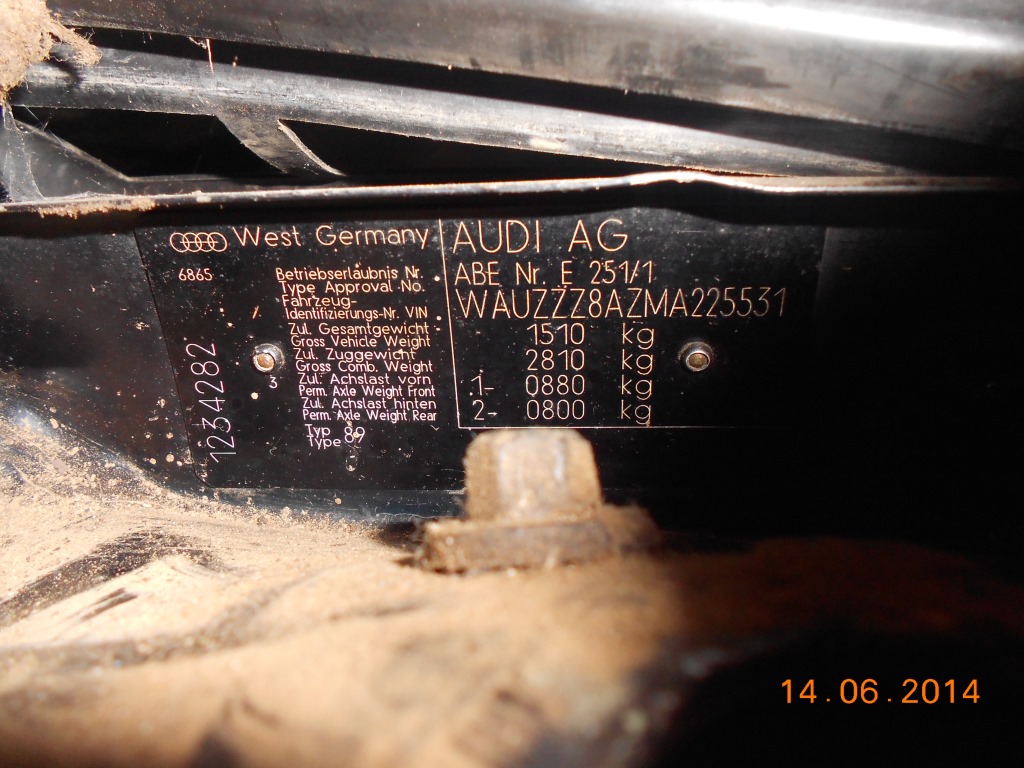 West Germany
AUDI AG
6865
Betriebserlaubnis Nr.
Type Approval No.
ABE Nr. E 251/1
Fahrzeug-
Identifizierungs-Nr. VIN
WAUZZZ8AZMA225531
Zul. Gesamtgewicht
Gross Vehicle Weight
1510 kg
Zul. Zuggewicht
Gross Comb. Weight
2810 kg
3
Zul. Achslast vorn
Perm. Axle Weight Front
1- 0880 kg
Zul. Achslast hinten
Perm. Axle Weight Rear
2- 0800 kg
Typ
Type 89
1234282
14.06.2014